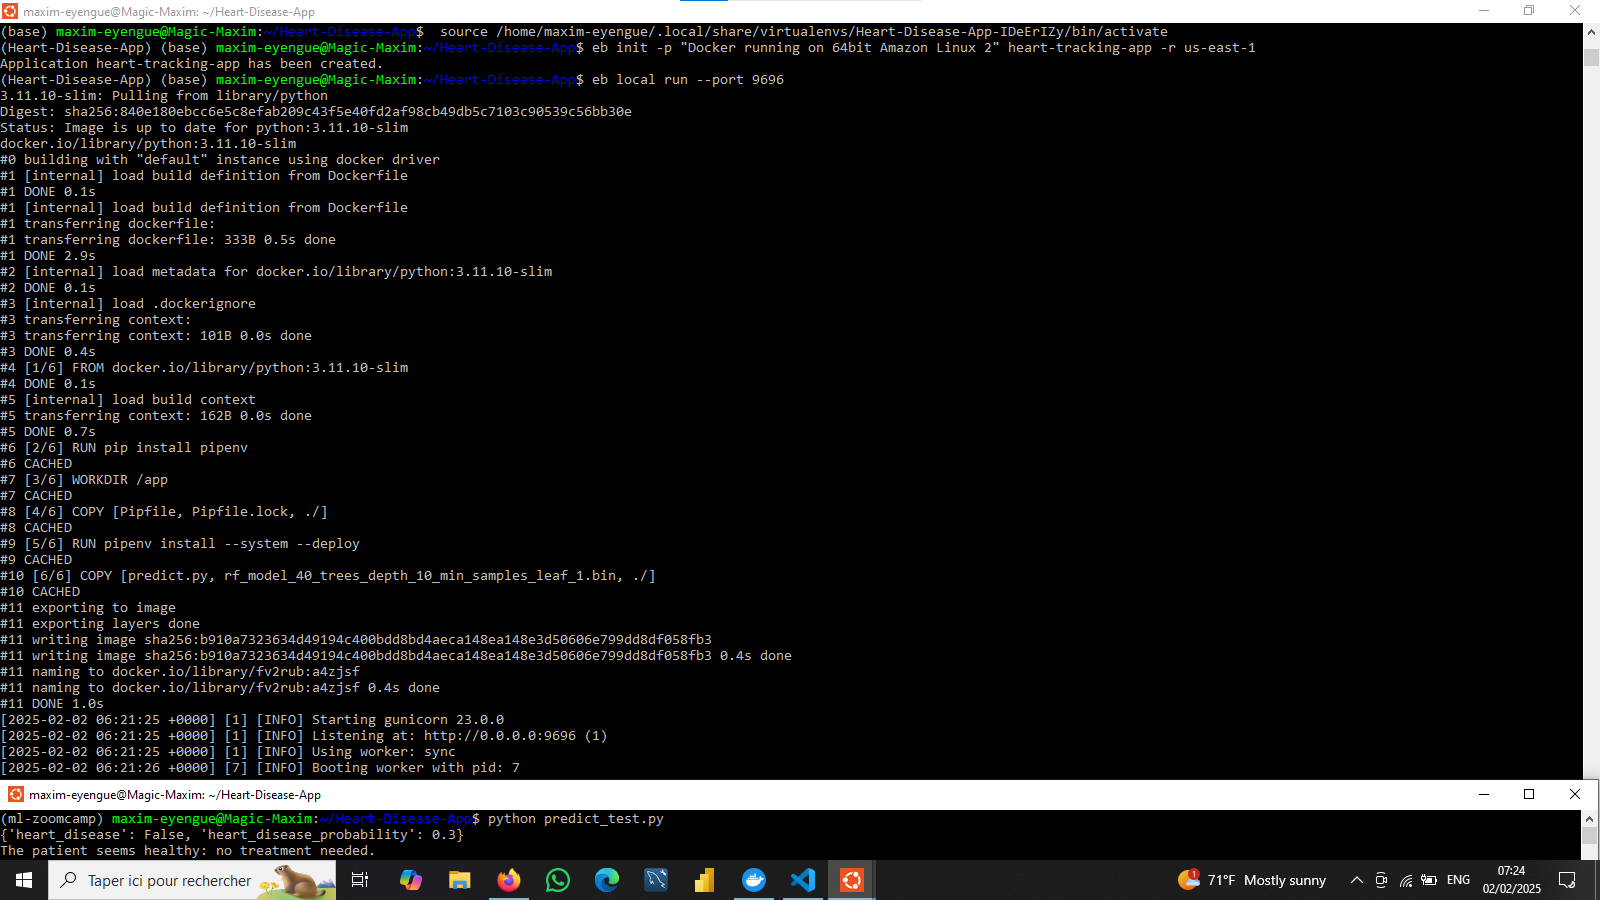 maxim-eyengue@Magic-Maxim: ~/Heart-Disease-App
(base) maxim-eyengue@Magic-Maxim:~/Heart-Disease-App$  source /home/maxim-eyengue/.local/share/virtualenvs/Heart-Disease-App-IDeErIZy/bin/activate
(Heart-Disease-App) (base) maxim-eyengue@Magic-Maxim:~/Heart-Disease-App$ eb init -p "Docker running on 64bit Amazon Linux 2" heart-tracking-app -r us-east-1
Application heart-tracking-app has been created.
(Heart-Disease-App) (base) maxim-eyengue@Magic-Maxim:~/Heart-Disease-App$ eb local run --port 9696
3.11.10-slim: Pulling from library/python
Digest: sha256:840e180ebcc6e5c8efab209c43f5e40fd2af98cb49db5c7103c90539c56bb30e
Status: Image is up to date for python:3.11.10-slim
docker.io/library/python:3.11.10-slim
#0 building with "default" instance using docker driver
#1 [internal] load build definition from Dockerfile
#1 DONE 0.1s
#1 [internal] load build definition from Dockerfile
#1 transferring dockerfile:
#1 transferring dockerfile: 333B 0.5s done
#1 DONE 2.9s
#2 [internal] load metadata for docker.io/library/python:3.11.10-slim
#2 DONE 0.1s
#3 [internal] load .dockerignore
#3 transferring context:
#3 transferring context: 101B 0.0s done
#3 DONE 0.4s
#4 [1/6] FROM docker.io/library/python:3.11.10-slim
#4 DONE 0.1s
#5 [internal] load build context
#5 transferring context: 162B 0.0s done
#5 DONE 0.7s
#6 [2/6] RUN pip install pipenv
#6 CACHED
#7 [3/6] WORKDIR /app
#7 CACHED
#8 [4/6] COPY [Pipfile, Pipfile.lock, ./]
#8 CACHED
#9 [5/6] RUN pipenv install --system --deploy
#9 CACHED
#10 [6/6] COPY [predict.py, rf_model_40_trees_depth_10_min_samples_leaf_1.bin, ./]
#10 CACHED
#11 exporting to image
#11 exporting layers done
#11 writing image sha256:b910a7323634d49194c400bdd8bd4aeca148ea148e3d50606e799dd8df058fb3
#11 writing image sha256:b910a7323634d49194c400bdd8bd4aeca148ea148e3d50606e799dd8df058fb3 0.4s done
#11 naming to docker.io/library/fv2rub:a4zjsf
#11 naming to docker.io/library/fv2rub:a4zjsf 0.4s done
#11 DONE 1.0s
[2025-02-02 06:21:25 +0000] [1] [INFO] Starting gunicorn 23.0.0
[2025-02-02 06:21:25 +0000] [1] [INFO] Listening at: http://0.0.0.0:9696 (1)
[2025-02-02 06:21:25 +0000] [1] [INFO] Using worker: sync
[2025-02-02 06:21:26 +0000] [7] [INFO] Booting worker with pid: 7
maxim-eyengue@Magic-Maxim: ~/Heart-Disease-App
(ml-zoomcamp) maxim-eyengue@Magic-Maxim:~/Heart-Disease-App$ python predict_test.py
{'heart_disease': False, 'heart_disease_probability': 0.3}
The patient seems healthy: no treatment needed.
Taper ici pour rechercher
1
71°F Mostly sunny
ENG
07:24
02/02/2025